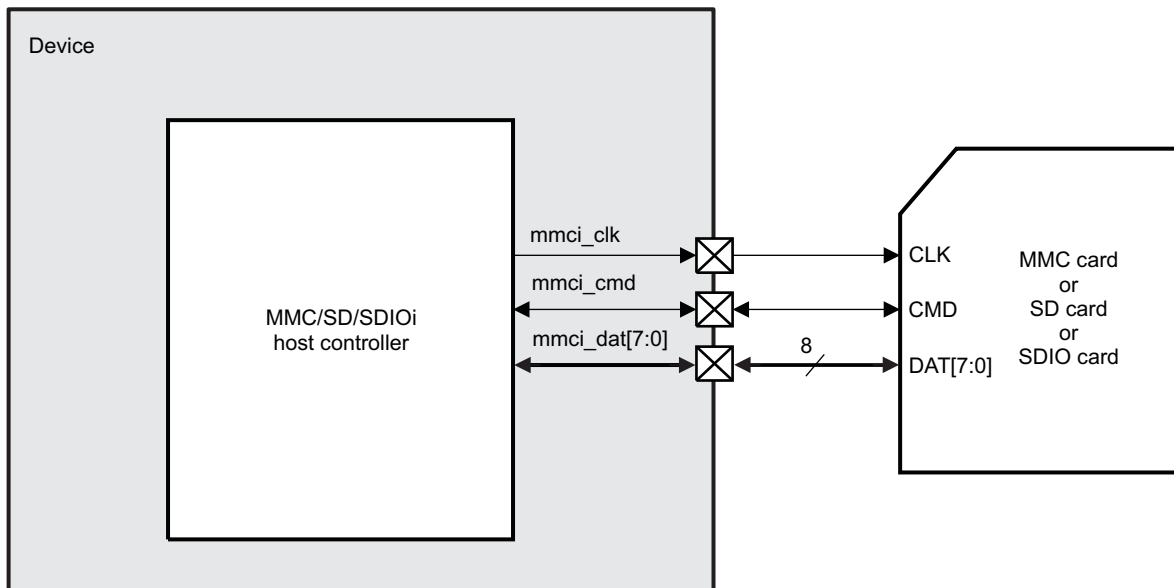 Device
mmci_clk
mmci_cmd
mmci_dat[7:0]
MMC/SD/SDIOi
host controller
8
CLK
CMD
DAT[7:0]
MMC card
or
SD card
or
SDIO card